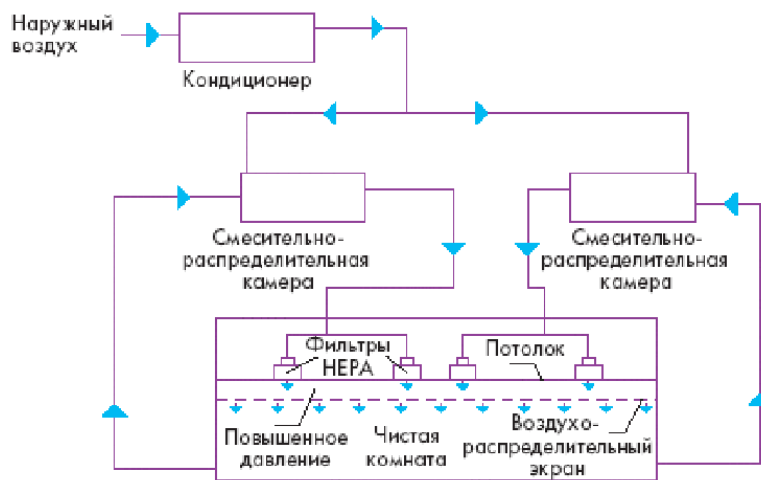 Наружный
воздух
Кондиционер
Смесительно-
распределительная
камера
Смесительно-
распределительная
камера
Фильтры
HEPA
Потолок
Повышенное
давление
Чистая
комната
Воздухо-
распределительный
экран